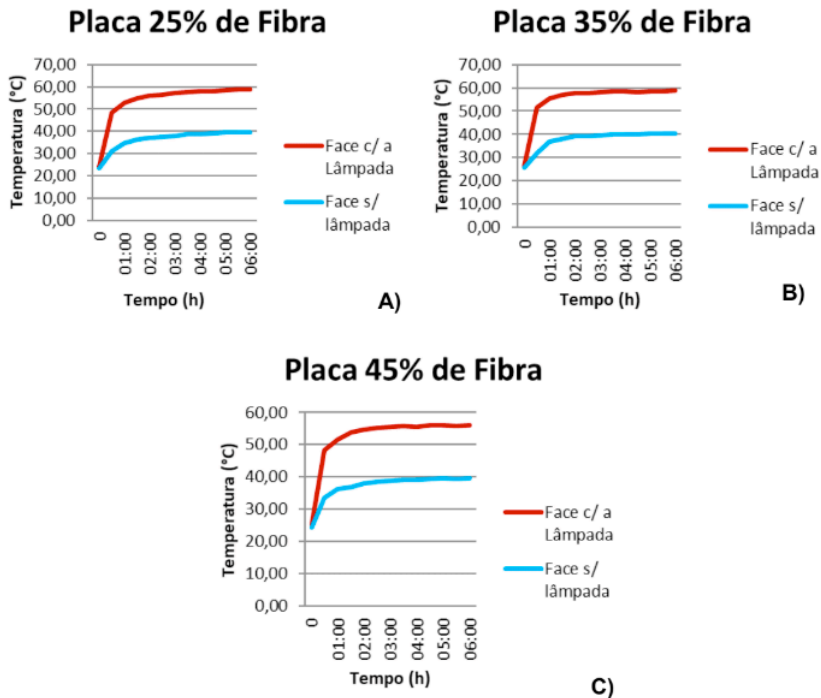 Placa 25% de Fibra
Temperatura (°C)
70,00
60,00
50,00
40,00
30,00
20,00
10,00
0,00
0
01:00
02:00
03:00
04:00
05:00
06:00
Tempo (h)
Face c/ a
Lâmpada
Face s/
lâmpada
A)
Placa 35% de Fibra
Temperatura (°C)
70,00
60,00
50,00
40,00
30,00
20,00
10,00
0,00
0
01:00
02:00
03:00
04:00
05:00
06:00
Tempo (h)
Face c/ a
Lâmpada
Face s/
lâmpada
B)
Placa 45% de Fibra
Temperatura (°C)
60,00
50,00
40,00
30,00
20,00
10,00
0,00
0
01:00
02:00
03:00
04:00
05:00
06:00
Tempo (h)
Face c/ a
Lâmpada
Face s/
lâmpada
C)